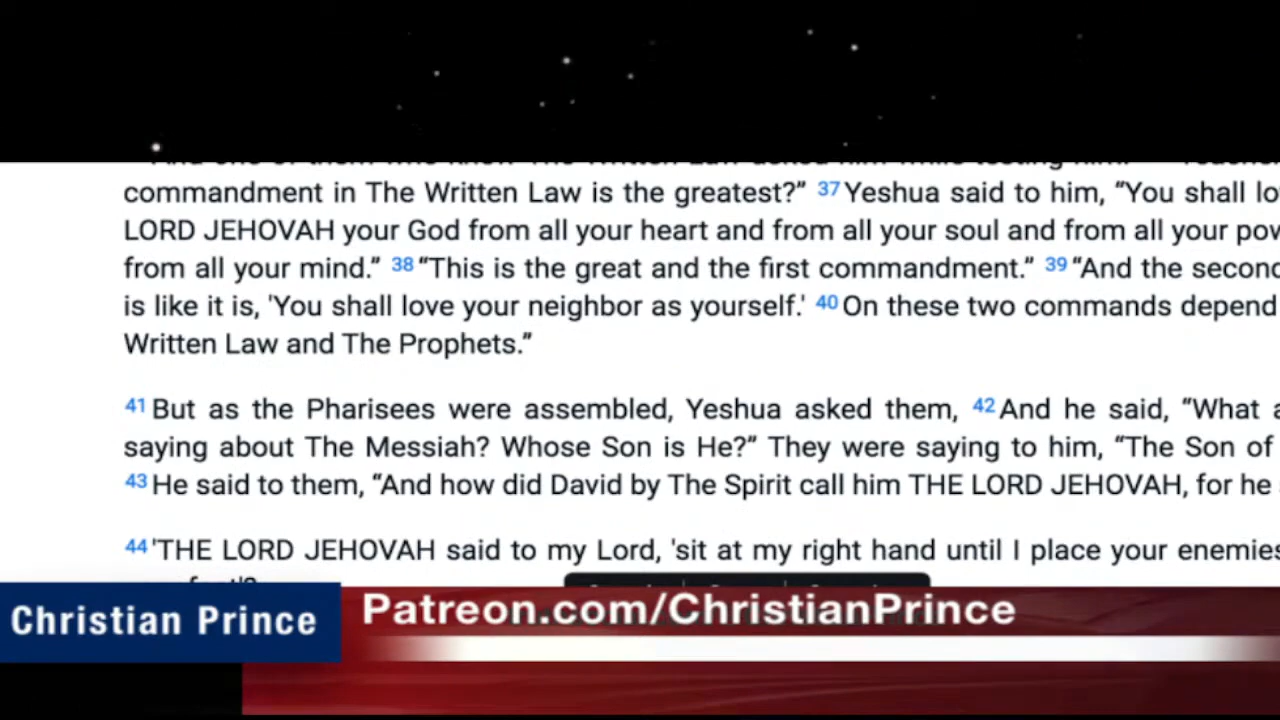 commandment in The Written Law is the greatest?” 37 Yeshua said to him, “You shall lo
LORD JEHOVAH your God from all your heart and from all your soul and from all your pow
from all your mind.” 38 “This is the great and the first commandment.” 39 “And the second
is like it is, 'You shall love your neighbor as yourself.' 40 On these two commands depend
Written Law and The Prophets.”
41 But as the Pharisees were assembled, Yeshua asked them, 42 And he said, “What a
saying about The Messiah? Whose Son is He?” They were saying to him, “The Son of
43 He said to them, “And how did David by The Spirit call him THE LORD JEHOVAH, for he
44 'THE LORD JEHOVAH said to my Lord, 'sit at my right hand until I place your enemies
Christian Prince
Patreon.com/ChristianPrince